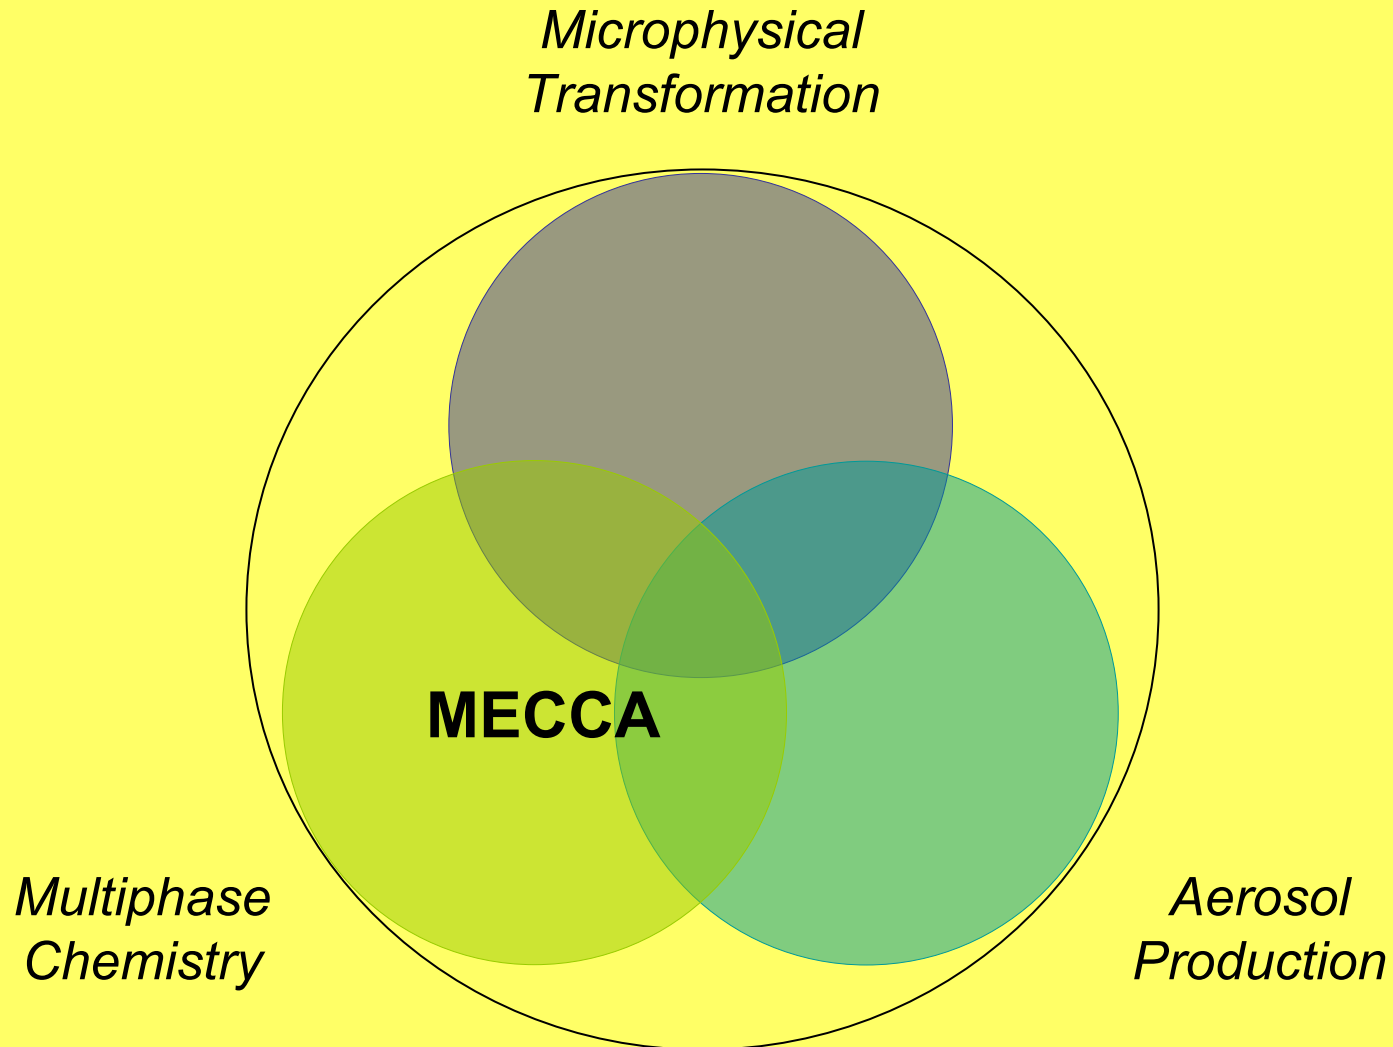 Microphysical
Transformation
MECCA
Multiphase
Chemistry
Aerosol
Production